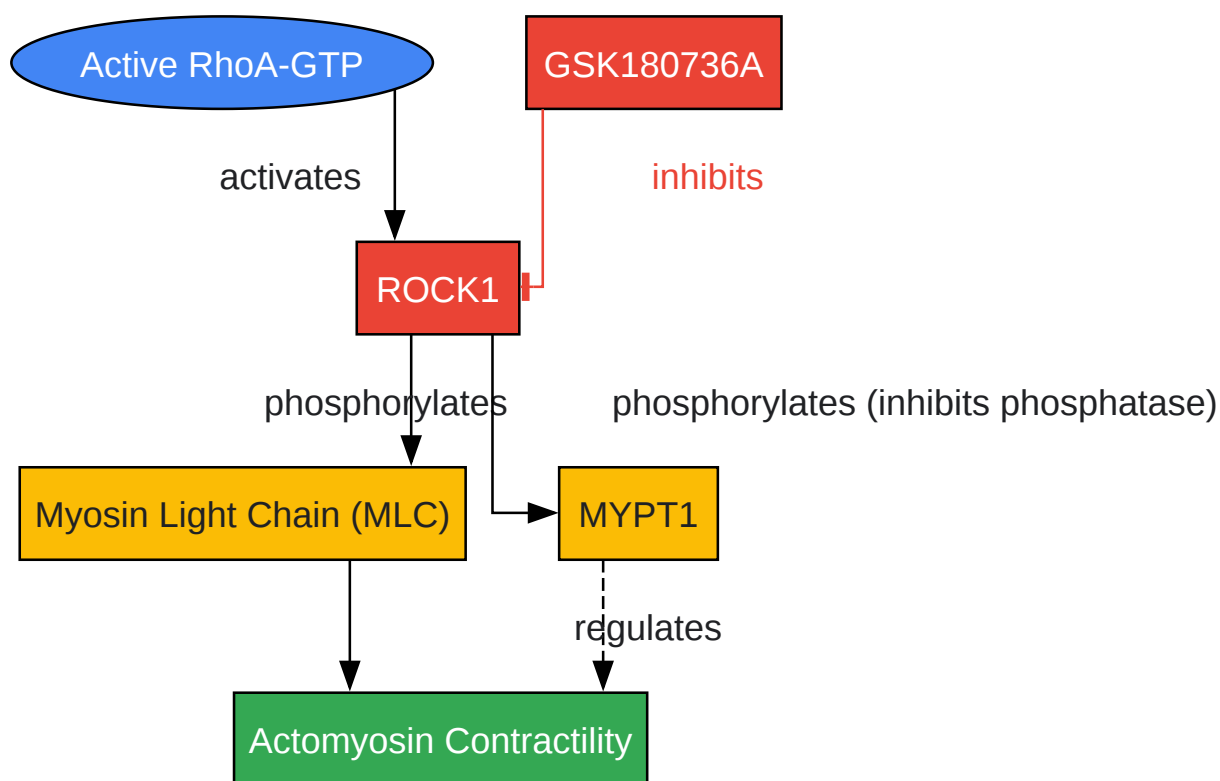 Active RhoA-GTP
GSK180736A
activates
inhibits
ROCK1
phosphorylates
phosphorylates (inhibits phosphatase)
Myosin Light Chain (MLC)
MYPT1
regulates
Actomyosin Contractility